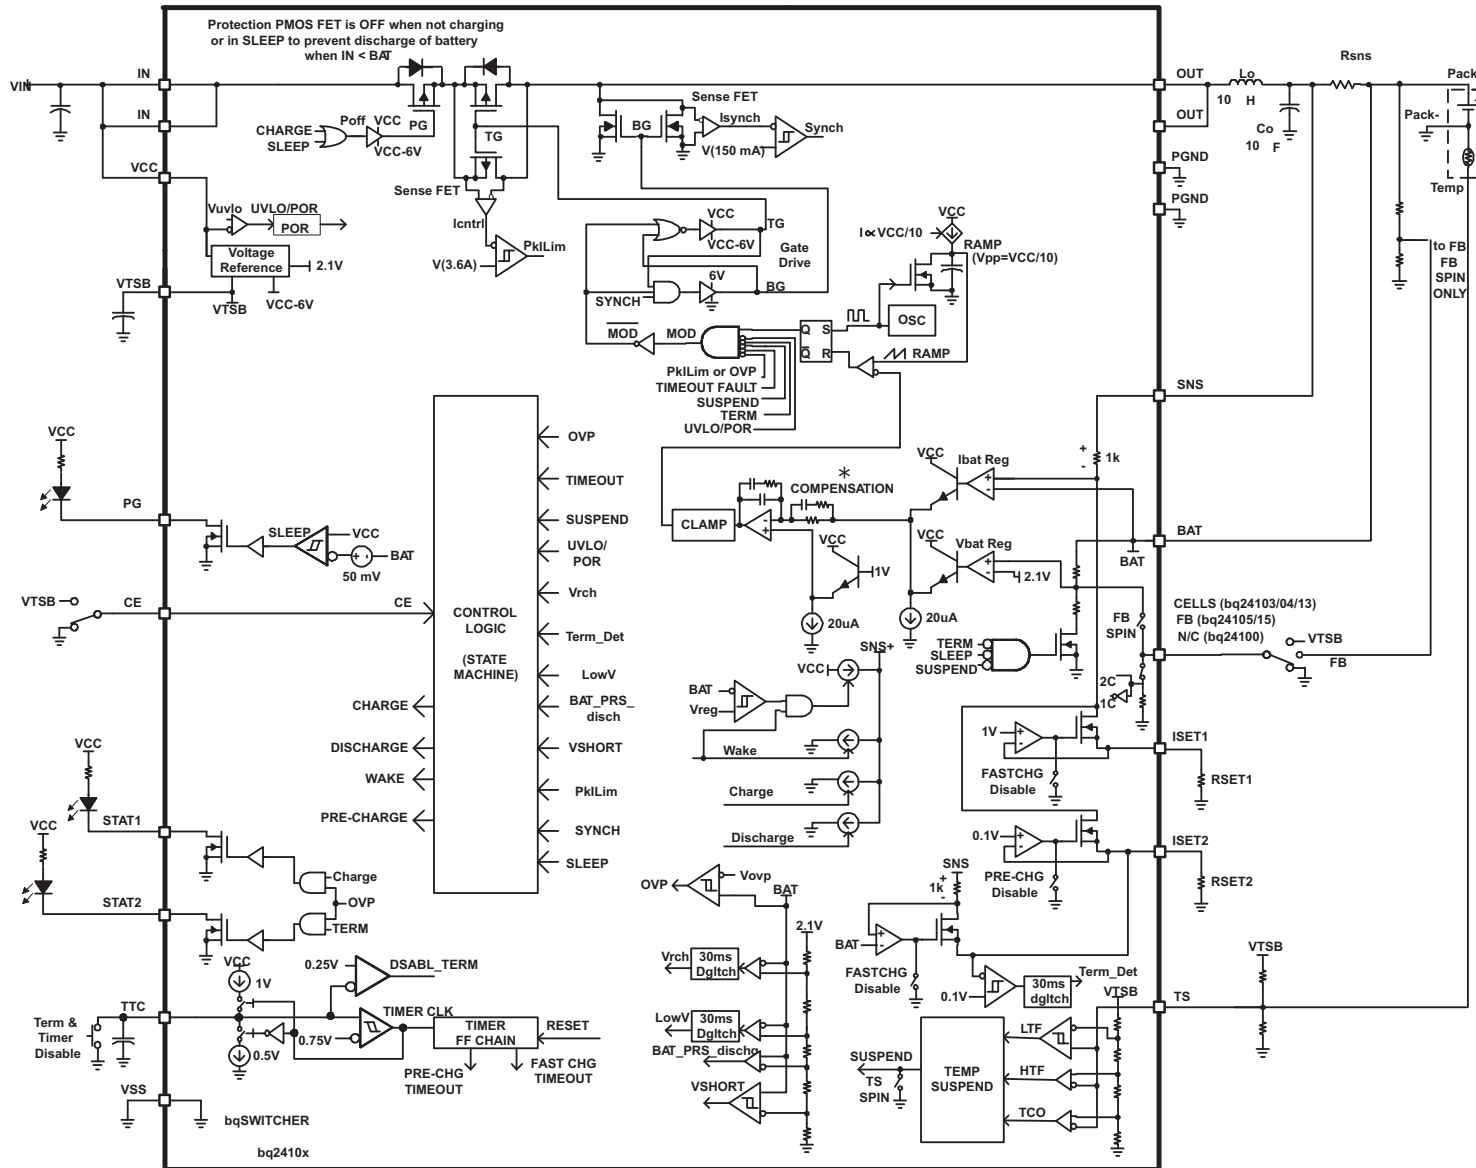 Protection PMOS FET is OFF when not charging
or in SLEEP to prevent discharge of battery
when IN < BAT
VIN
IN
IN
VCC
VTSB
CHARGE
SLEEP
Poff
VCC
VCC-6V
PG
TG
Sense FET
Icntrl
V(3.6A)
PkILim
BG
Sense FET
Isynch
V(150 mA)
Synch
Vuvlo
UVLO/POR
POR
Voltage
Reference
2.1V
VTSB
VCC-6V
VCC
VCC-6V
TG
Gate
Drive
6V
BG
SYNCH
VCC
I∝VCC/10
RAMP
(Vpp=VCC/10)
OSC
MOD
MOD
Q
S
Q
R
RAMP
PkILim or OVP
TIMEOUT FAULT
SUSPEND
TERM
UVLO/POR
OUT
OUT
Lo
10 H
Co
10 F
Rsns
Pack
Pack-
Temp
PGND
PGND
to FB
FB
SPIN
ONLY
SNS
1k
+
-
VCC
PG
SLEEP
VCC
BAT
50 mV
+ -
VTSB
CE
CE
CONTROL
LOGIC
(STATE
MACHINE)
OVP
TIMEOUT
SUSPEND
UVLO/
POR
Vrch
Term_Det
LowV
BAT_PRS_
disch
VSHORT
PkILim
SYNCH
SLEEP
CHARGE
DISCHARGE
WAKE
PRE-CHARGE
CLAMP
*
COMPENSATION
VCC
1V
20uA
VCC
Ibat Reg
VCC
Vbat Reg
2.1V
20uA
BAT
BAT
TERM
SLEEP
SUSPEND
FB
SPIN
2C
1C
CELLS (bq24103/04/13)
FB (bq24105/15)
N/C (bq24100)
VTSB
FB
SNS+
VCC
BAT
Vreg
Wake
Charge
Discharge
1V
FASTCHG
Disable
ISET1
RSET1
0.1V
PRE-CHG
Disable
ISET2
RSET2
VCC
STAT1
VCC
STAT2
Charge
OVP
TERM
OVP
Vovp
BAT
2.1V
Vrch
30ms
Dgltch
LowV
30ms
Dgltch
BAT_PRS_dischg
VSHORT
SNS
1k
+
-
BAT
FASTCHG
Disable
0.1V
30ms
dgltch
Term_Det
VTSB
LTF
HTF
TCO
TEMP
SUSPEND
SUSPEND
TS
SPIN
VTSB
TS
VCC
1V
0.5V
0.25V
DSABL_TERM
0.75V
TIMER CLK
TIMER
FF CHAIN
RESET
PRE-CHG
TIMEOUT
FAST CHG
TIMEOUT
TTC
Term &
Timer
Disable
VSS
bqSWITCHER
bq2410x